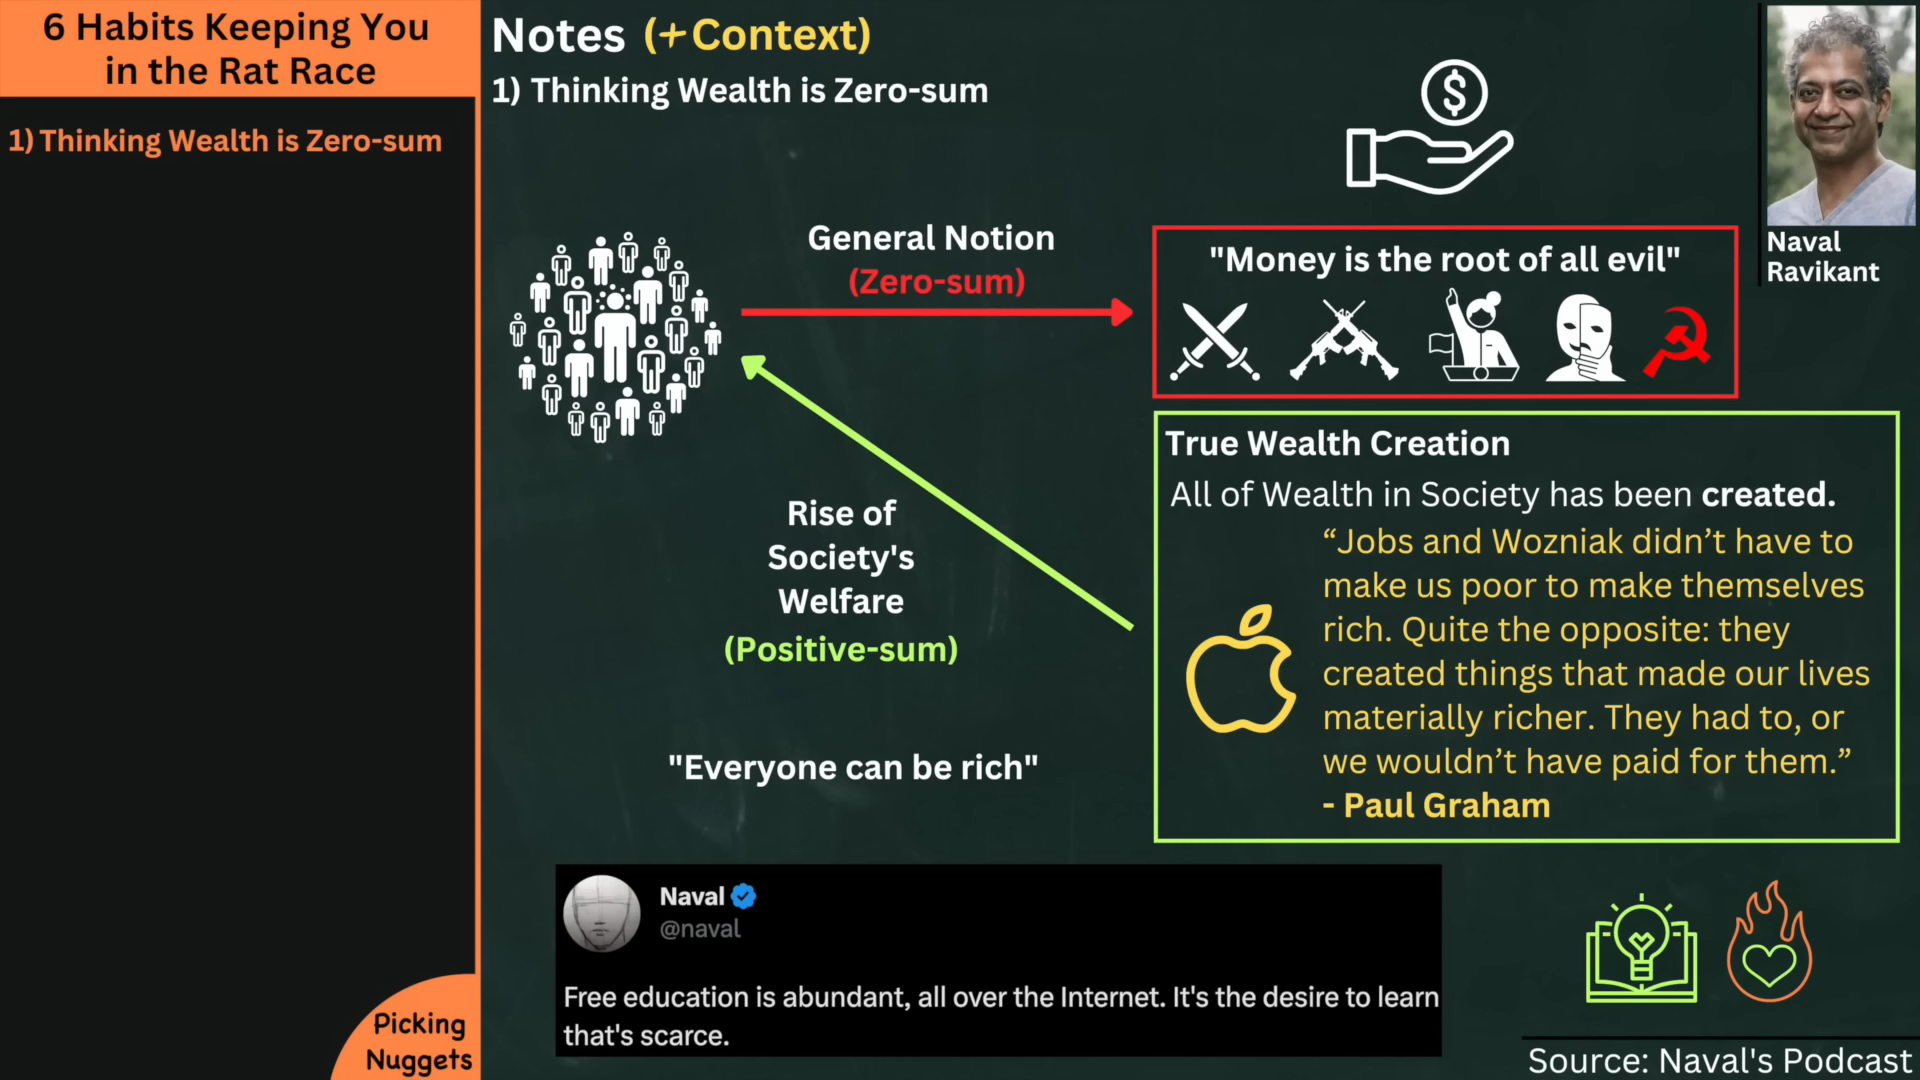 6 Habits Keeping You
in the Rat Race
1) Thinking Wealth is Zero-sum
Picking
Nuggets
Notes (+Context)
1) Thinking Wealth is Zero-sum
$
Naval
Ravikant
General Notion
(Zero-sum)
"Money is the root of all evil"
True Wealth Creation
All of Wealth in Society has been created.
“Jobs and Wozniak didn’t have to
make us poor to make themselves
rich. Quite the opposite: they
created things that made our lives
materially richer. They had to, or
we wouldn’t have paid for them.”
- Paul Graham
Rise of
Society's
Welfare
(Positive-sum)
"Everyone can be rich"
Naval
@naval
Free education is abundant, all over the Internet. It's the desire to learn
that's scarce.
Source: Naval's Podcast